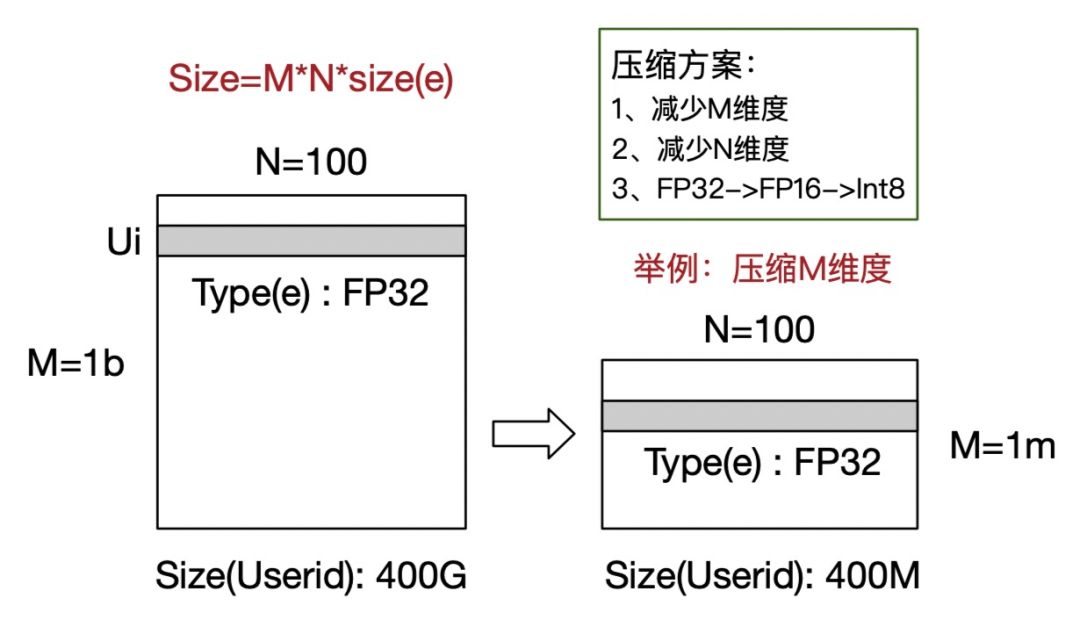 Size=M*N*size(e)
N=100
Ui
Type(e) : FP32
M=1b
Size(Userid): 400G
压缩方案：
1、减少M维度
2、减少N维度
3、FP32->FP16->Int8
举例：压缩M维度
N=100
Type(e) : FP32
M=1m
Size(Userid): 400M